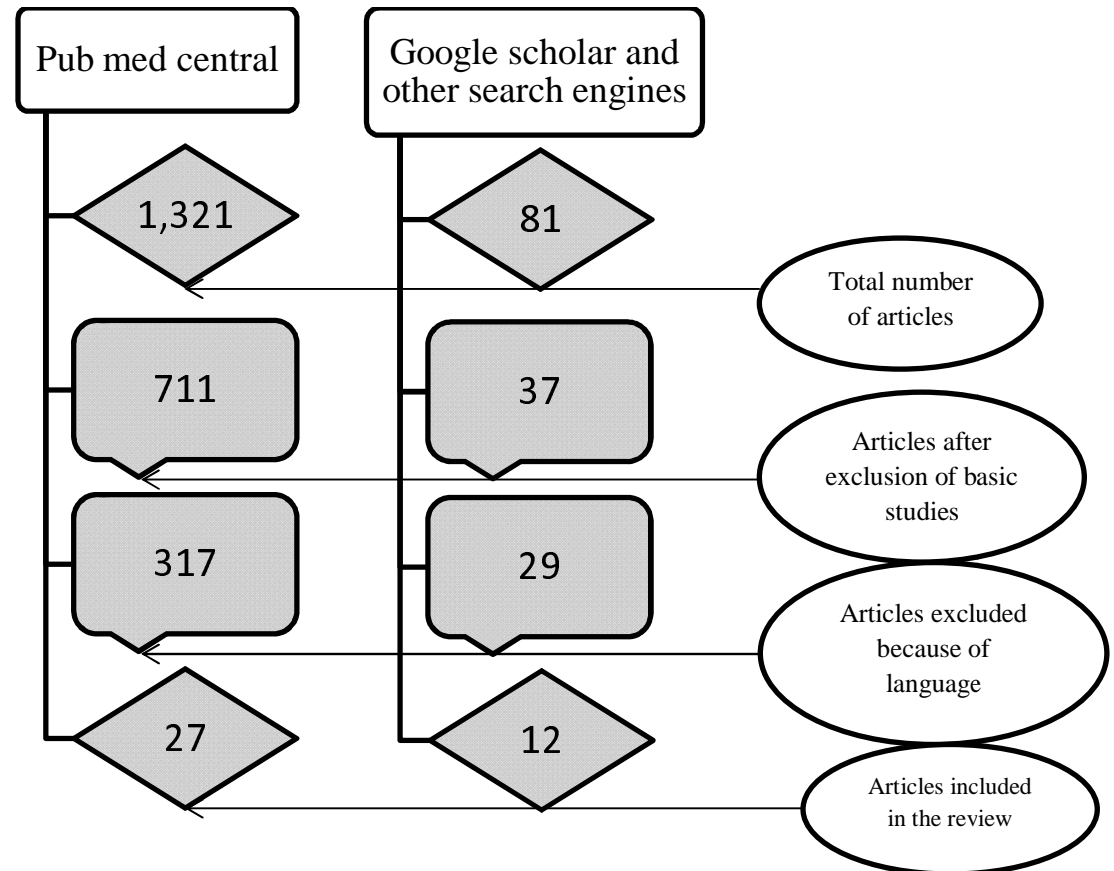 Pub med central
Google scholar and
other search engines
1,321
81
Total number
of articles
711
37
Articles after
exclusion of basic
studies
317
29
Articles excluded
because of
language
27
12
Articles included
in the review